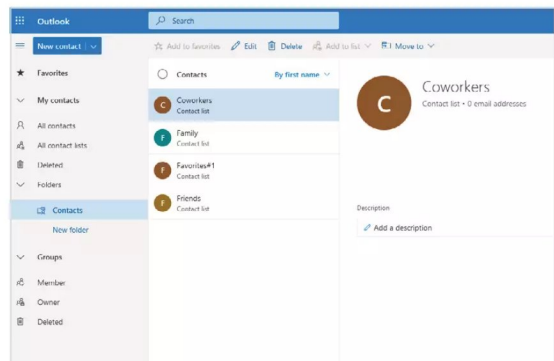 Outlook
Search
New contact
Add to favorites
Edit
Delete
Add to list
Move to
Favorites
My contacts
All contacts
All contact lists
Deleted
Folders
Contacts
New folder
Groups
Member
Owner
Deleted
Contacts
By first name
C
Coworkers
Contact list
F
Family
Contact list
F
Favorites#1
Contact list
F
Friends
Contact list
C
Coworkers
Contact list • 0 email addresses
Description
Add a description